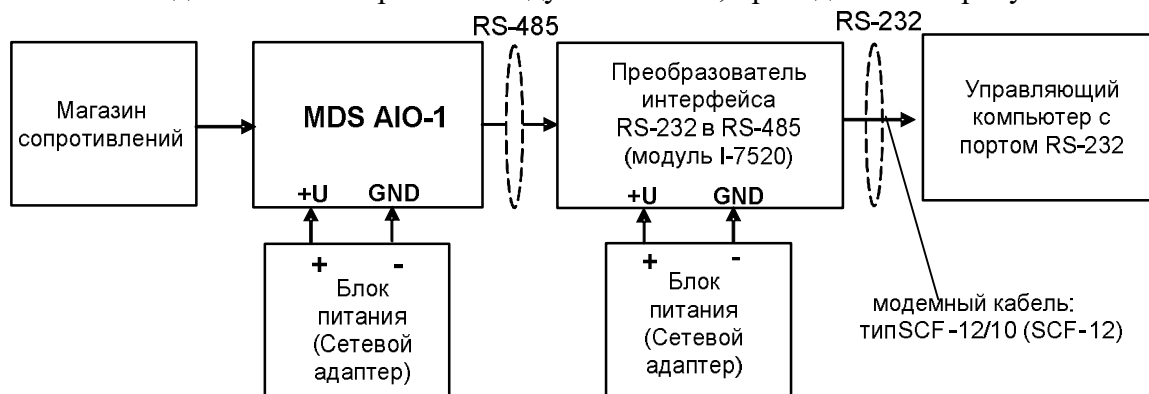 RS-485
RS-232
Магазин
сопротивлений
MDS AIO-1
+U GND
Преобразователь
интерфейса
RS-232 в RS-485
(модуль I-7520)
+U GND
Управляющий
компьютер с
портом RS-232
+ -
Блок
питания
(Сетевой
адаптер)
+ -
Блок
питания
(Сетевой
адаптер)
модемный кабель:
типSCF-12/10 (SCF-12)